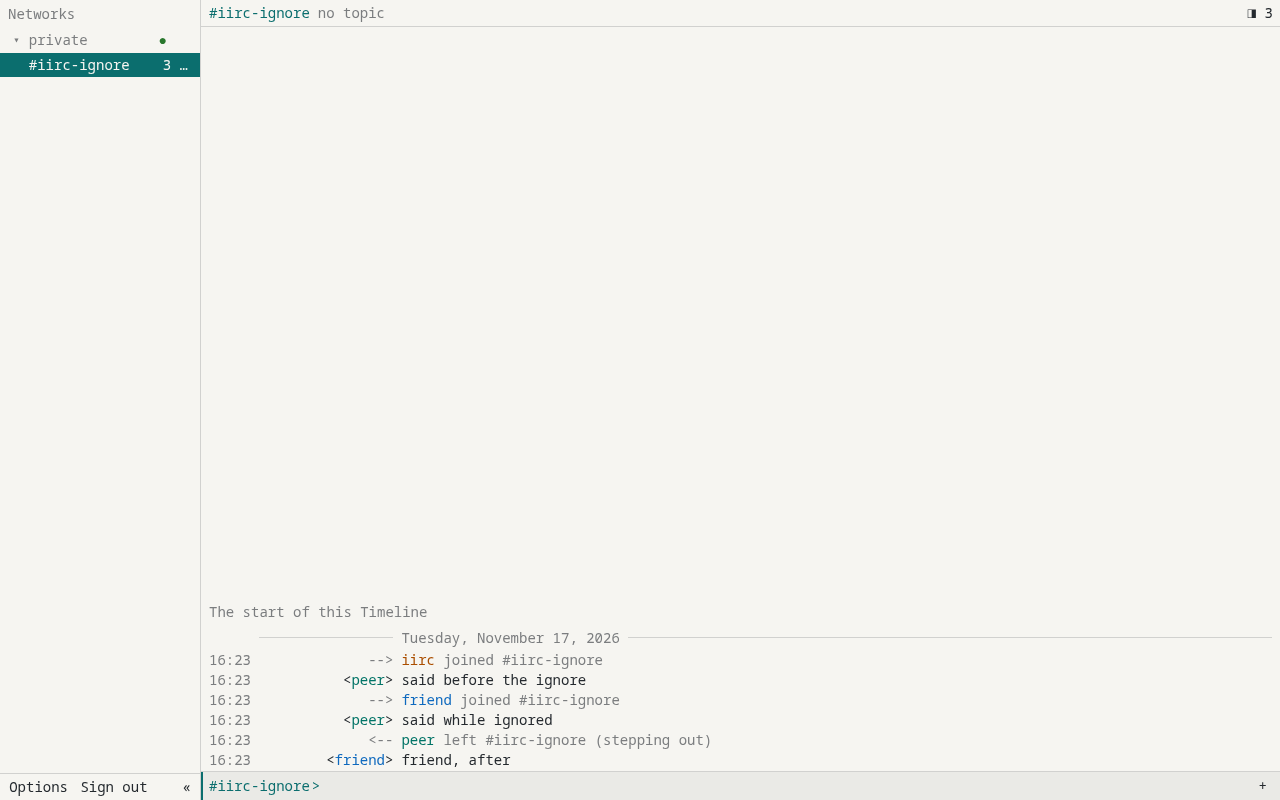 Networks
▾ private ●
#iirc-ignore 3 …
Options Sign out «
#iirc-ignore no topic ◨ 3
The start of this Timeline
Tuesday, November 17, 2026
16:23 --> iirc joined #iirc-ignore
16:23 <peer> said before the ignore
16:23 --> friend joined #iirc-ignore
16:23 <peer> said while ignored
16:23 <-- peer left #iirc-ignore (stepping out)
16:23 <friend> friend, after
#iirc-ignore> +